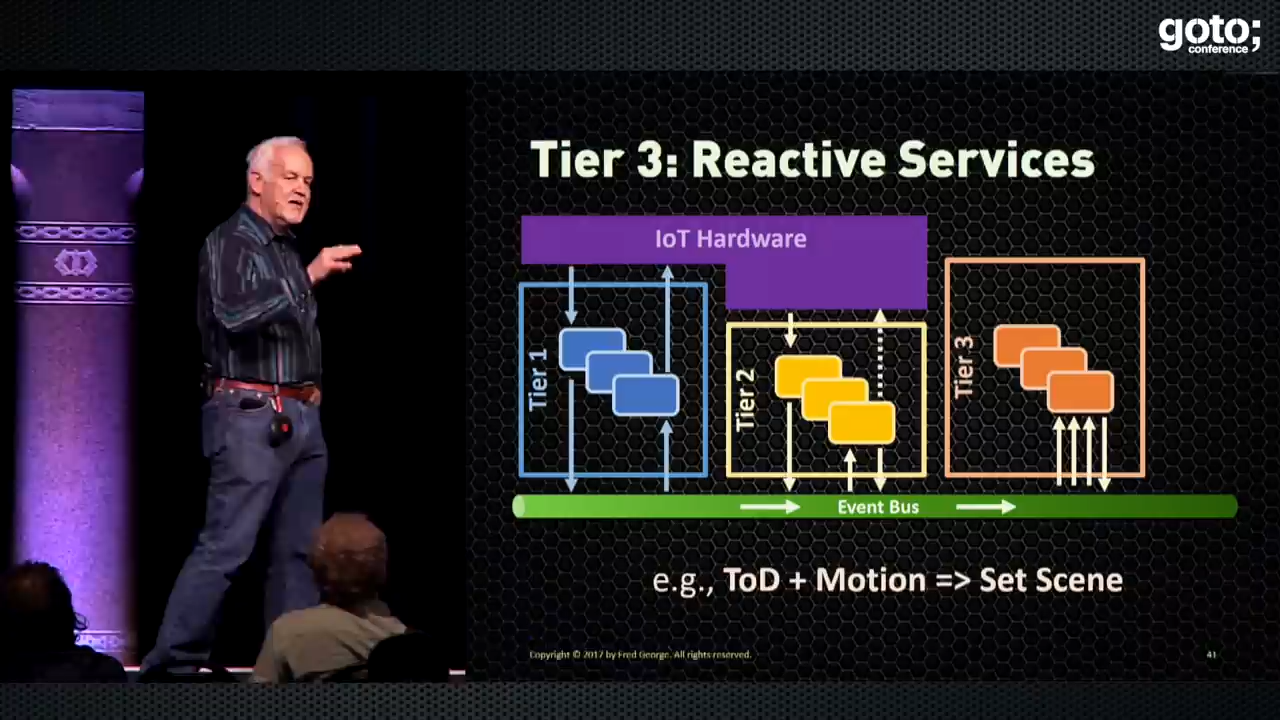 goto;
conference
Tier 3: Reactive Services
IoT Hardware
Tier 1
Tier 2
Tier 3
Event Bus
e.g., ToD + Motion => Set Scene
Copyright © 2017 by Fred George. All rights reserved.
41